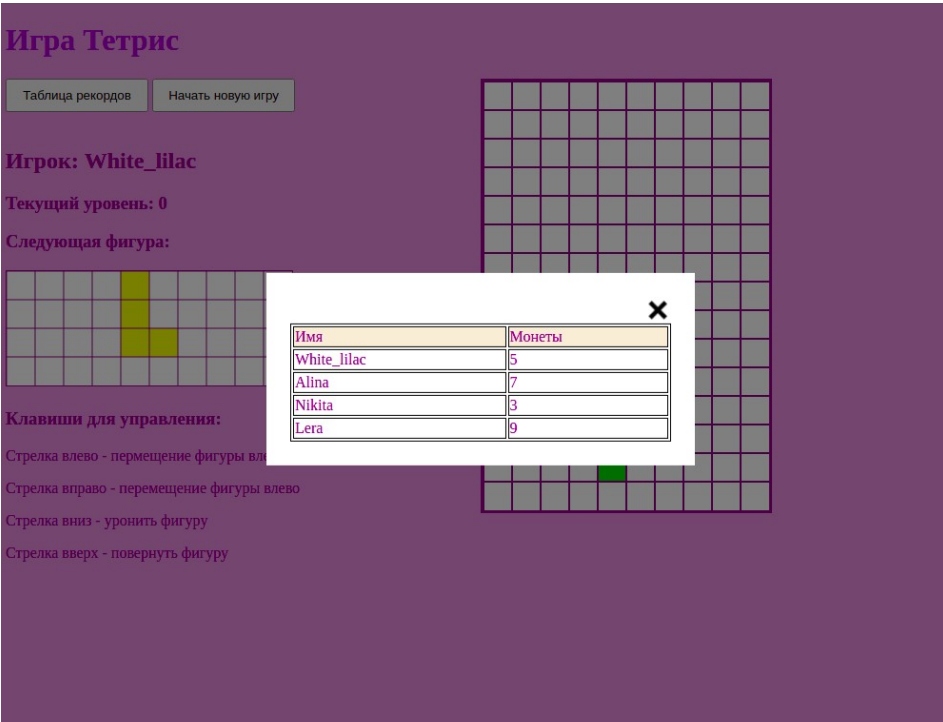 Игра Тетрис
Таблица рекордов Начать новую игру
Игрок: White_lilac
Текущий уровень: 0
Следующая фигура:
Имя Монеты
White_lilac 5
Alina 7
Nikita 3
Lera 9
Клавиши для управления:
Стрелка влево - пермещение фигуры
Стрелка вправо - перемещение фигуры влево
Стрелка вниз - уронить фигуру
Стрелка вверх - повернуть фигуру